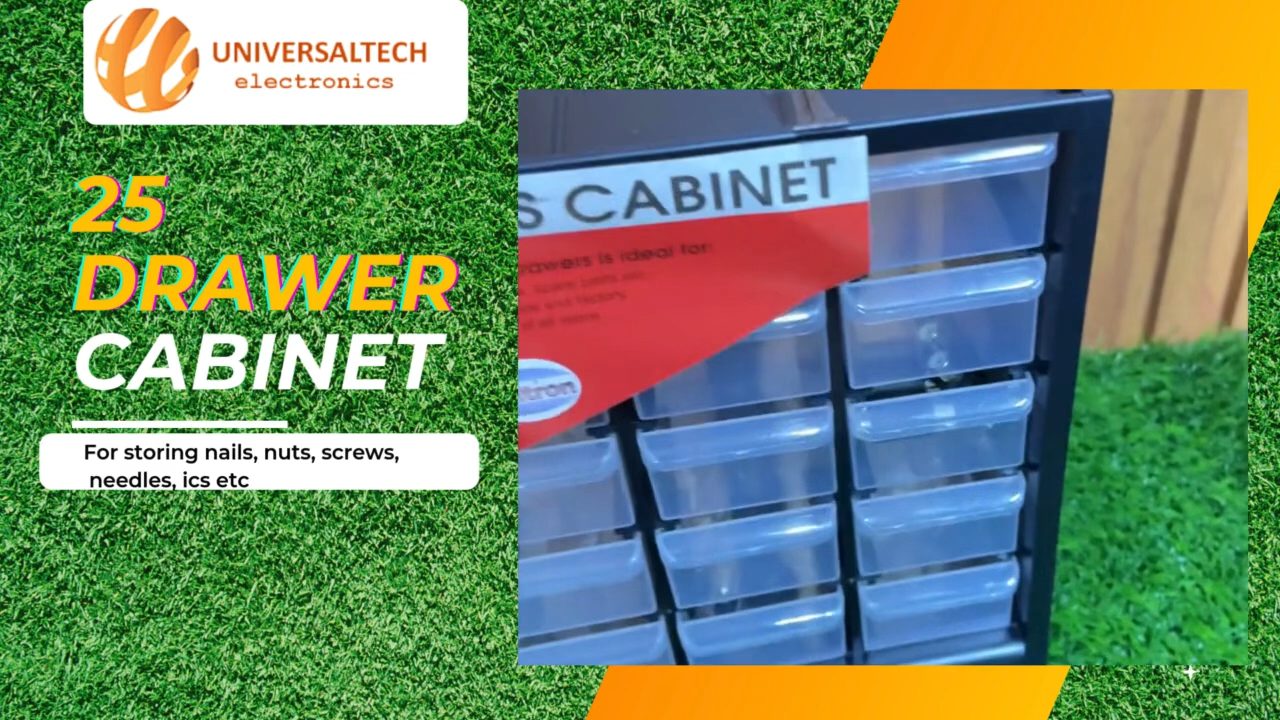 UNIVERSALTECH
electronics
25
DRAWER
CABINET
For storing nails, nuts, screws,
needles, ics etc
S CABINET
drawers is ideal for: